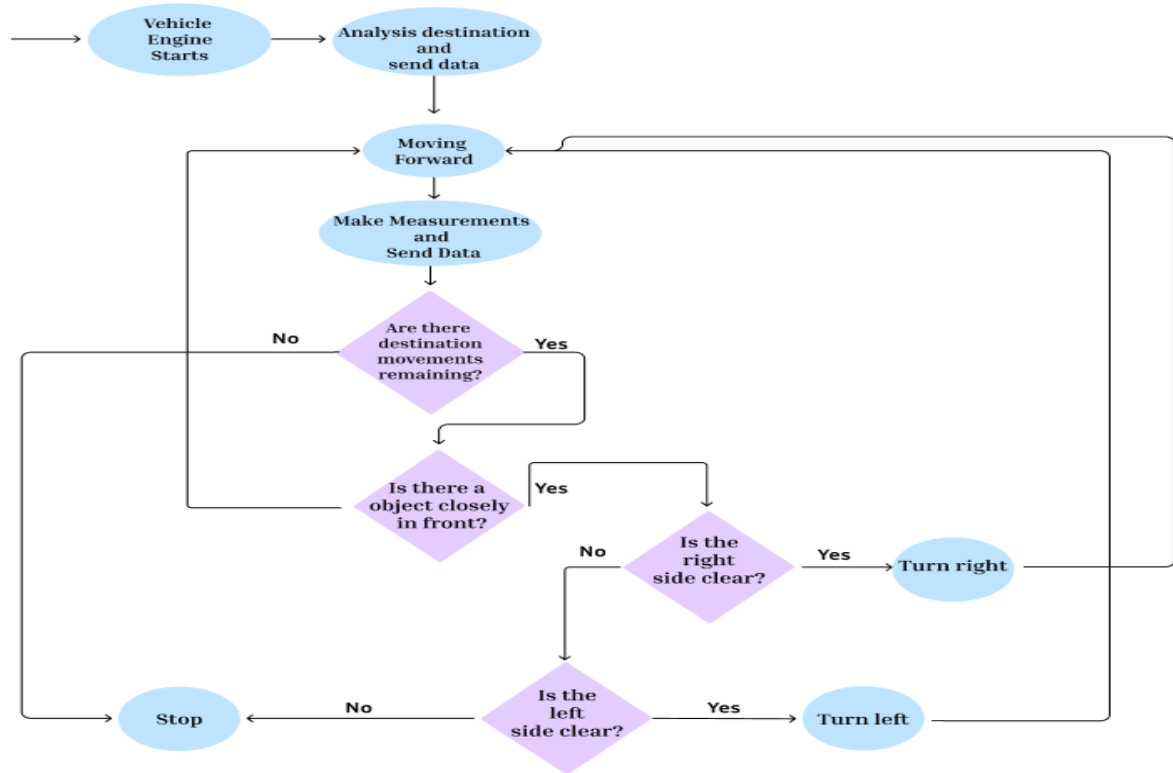 Vehicle
Engine
Starts
Analysis destination
and
send data
Moving
Forward
Make Measurements
and
Send Data
No
Are there
destination
movements
remaining?
Yes
Is there a
object closely
in front?
Yes
No
Is the
right
side clear?
Yes
Turn right
Stop
No
Is the
left
side clear?
Yes
Turn left